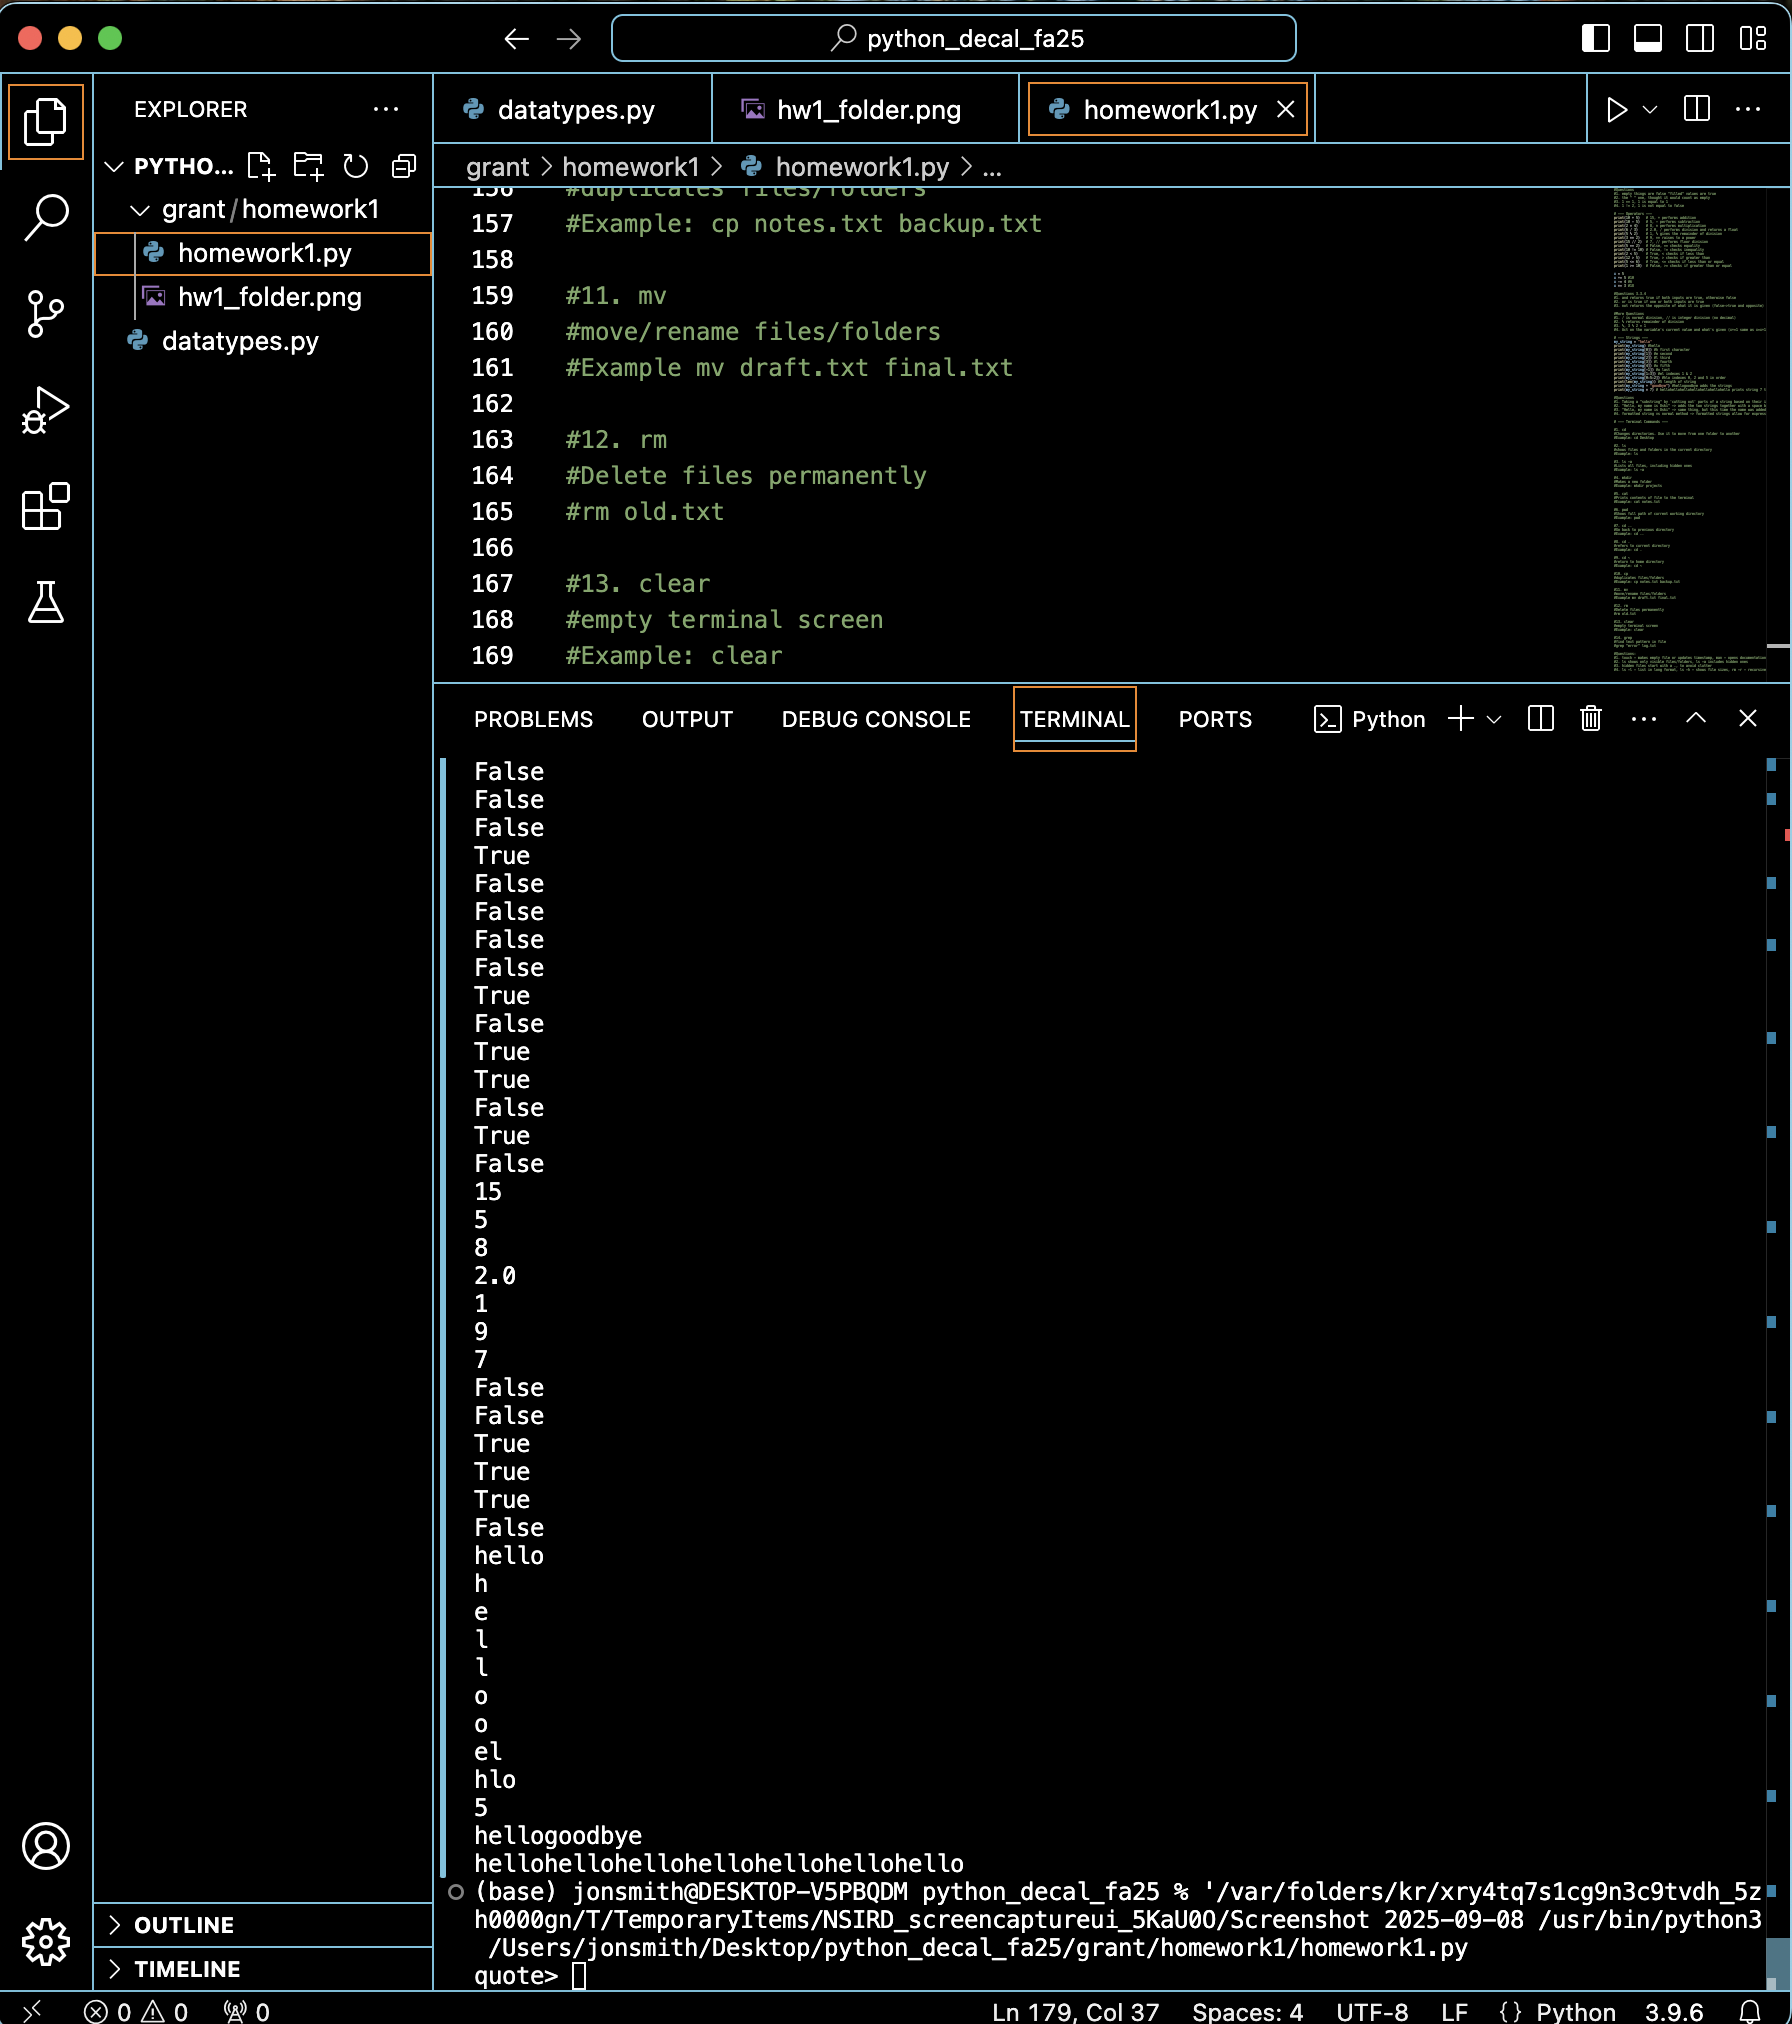 python_decal_fa25
EXPLORER
datatypes.py
hw1_folder.png
homework1.py
PYTHO...
grant > homework1 > homework1.py > ...
grant/homework1
homework1.py
hw1_folder.png
datatypes.py
156 #duplicates files/folders
157 #Example: cp notes.txt backup.txt
158
159 #11. mv
160 #move/rename files/folders
161 #Example mv draft.txt final.txt
162
163 #12. rm
164 #Delete files permanently
165 #rm old.txt
166
167 #13. clear
168 #empty terminal screen
169 #Example: clear
PROBLEMS OUTPUT DEBUG CONSOLE TERMINAL PORTS Python
False
False
False
True
False
False
False
False
True
False
True
True
False
True
False
15
5
8
2.0
1
9
7
False
False
True
True
True
False
hello
h
e
l
l
o
o
el
hlo
5
hellogoodbye
hellohellohellohellohellohellohello
(base) jonsmith@DESKTOP-V5PBQDM python_decal_fa25 % '/var/folders/kr/xry4tq7s1cg9n3c9tvdh_5z
h0000gn/T/TemporaryItems/NSIRD_screencaptureui_5KaU0O/Screenshot 2025-09-08 /usr/bin/python3
/Users/jonsmith/Desktop/python_decal_fa25/grant/homework1/homework1.py
quote>
OUTLINE
TIMELINE
0 0 0
Ln 179, Col 37 Spaces: 4 UTF-8 LF {} Python 3.9.6